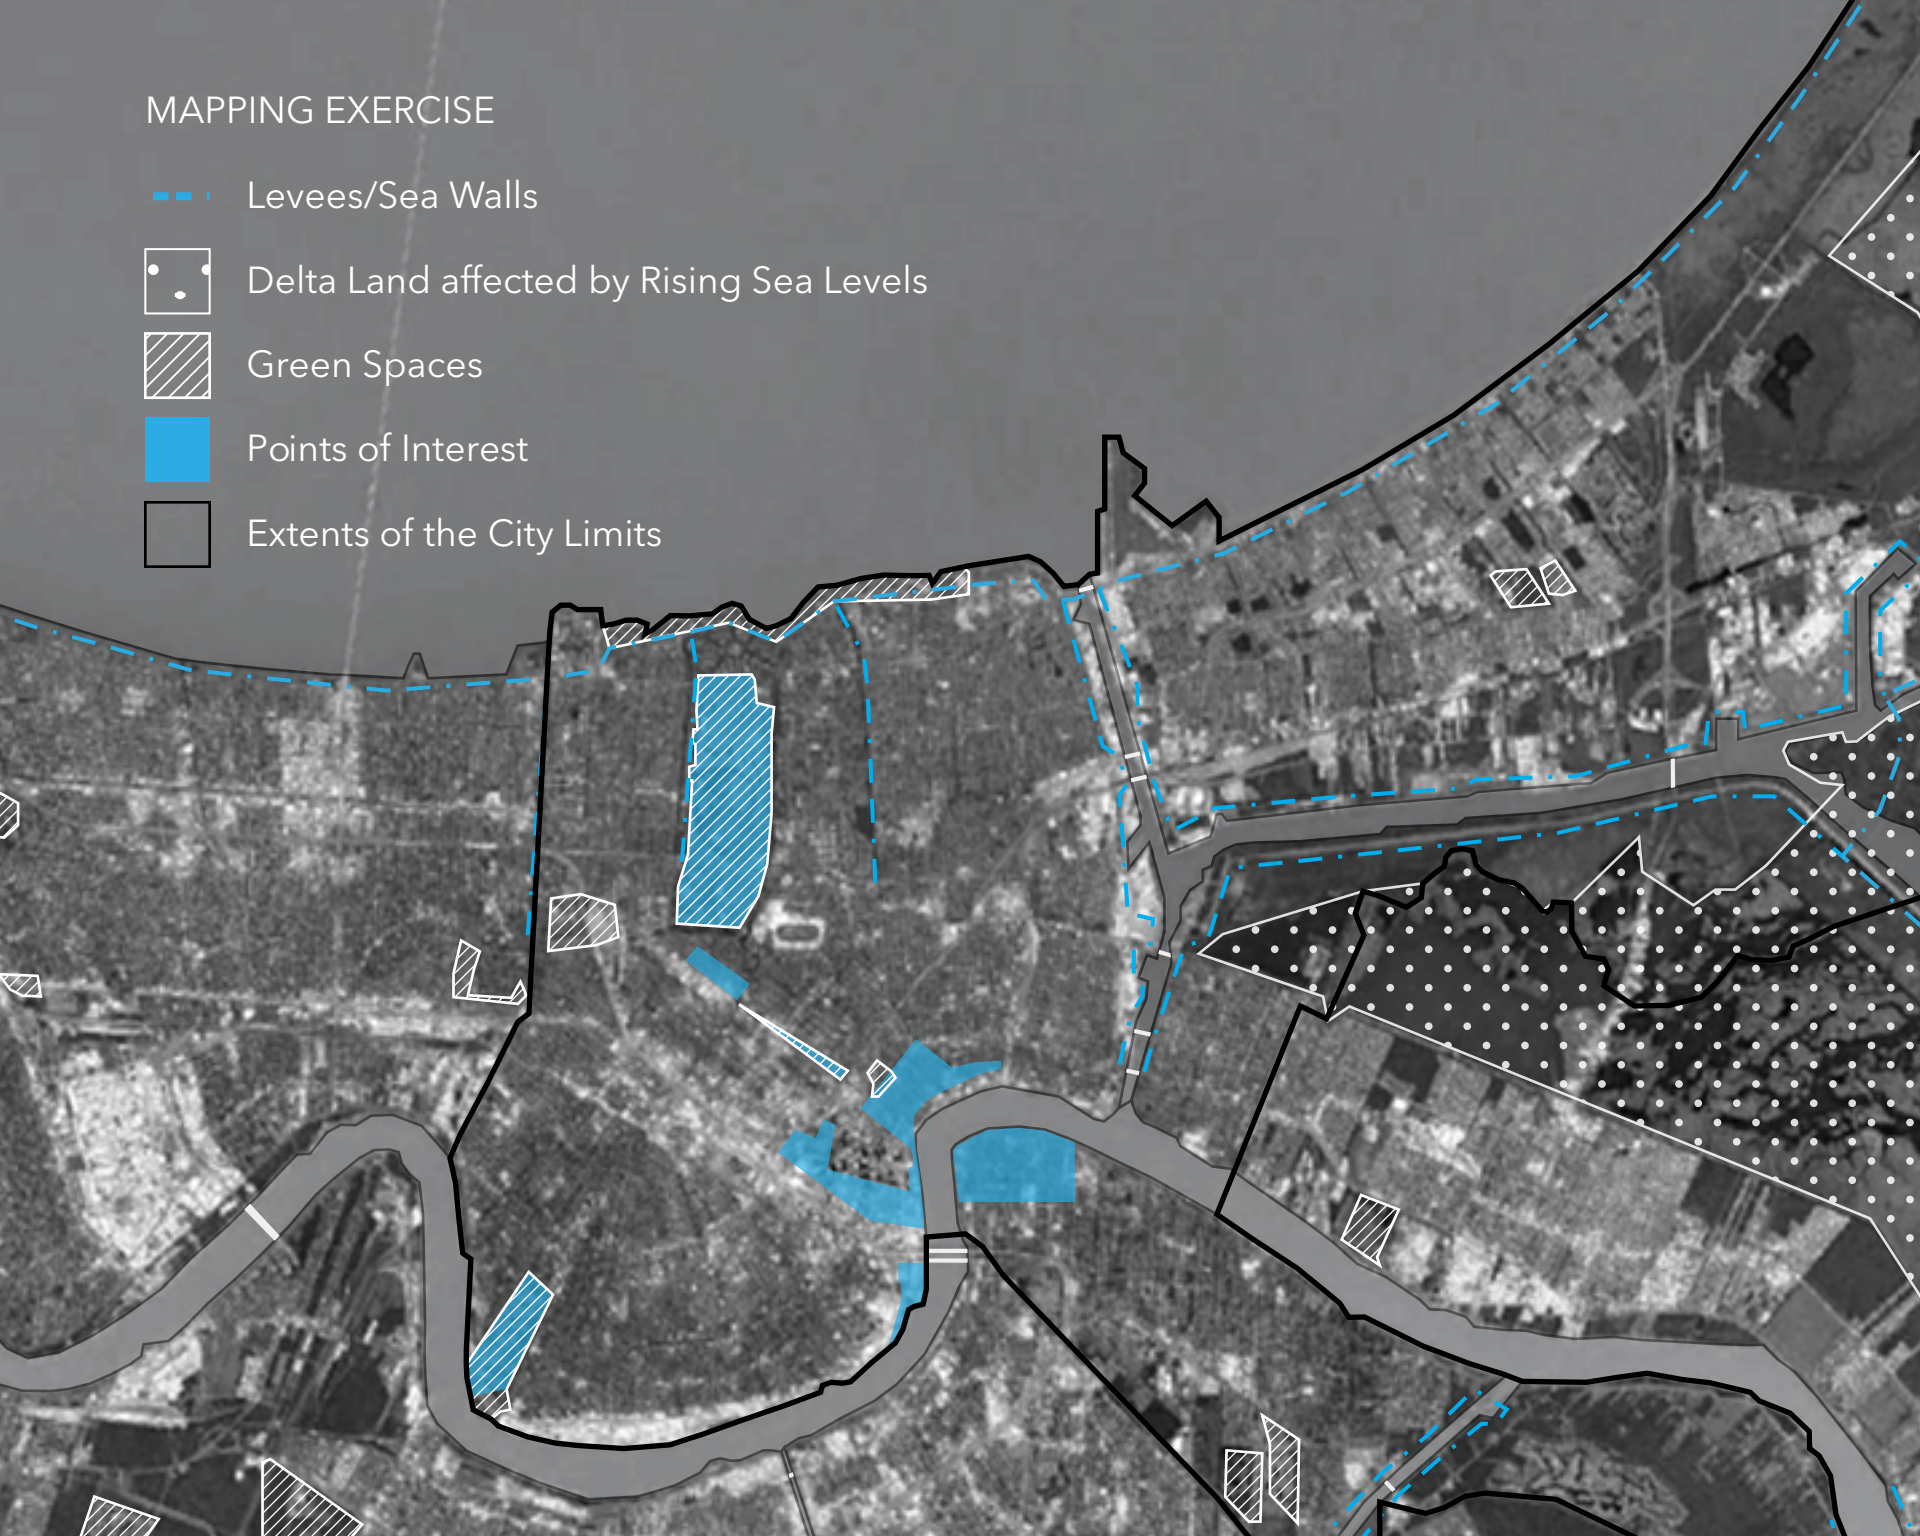 MAPPING EXERCISE
Levees/Sea Walls
Delta Land affected by Rising Sea Levels
Green Spaces
Points of Interest
Extents of the City Limits